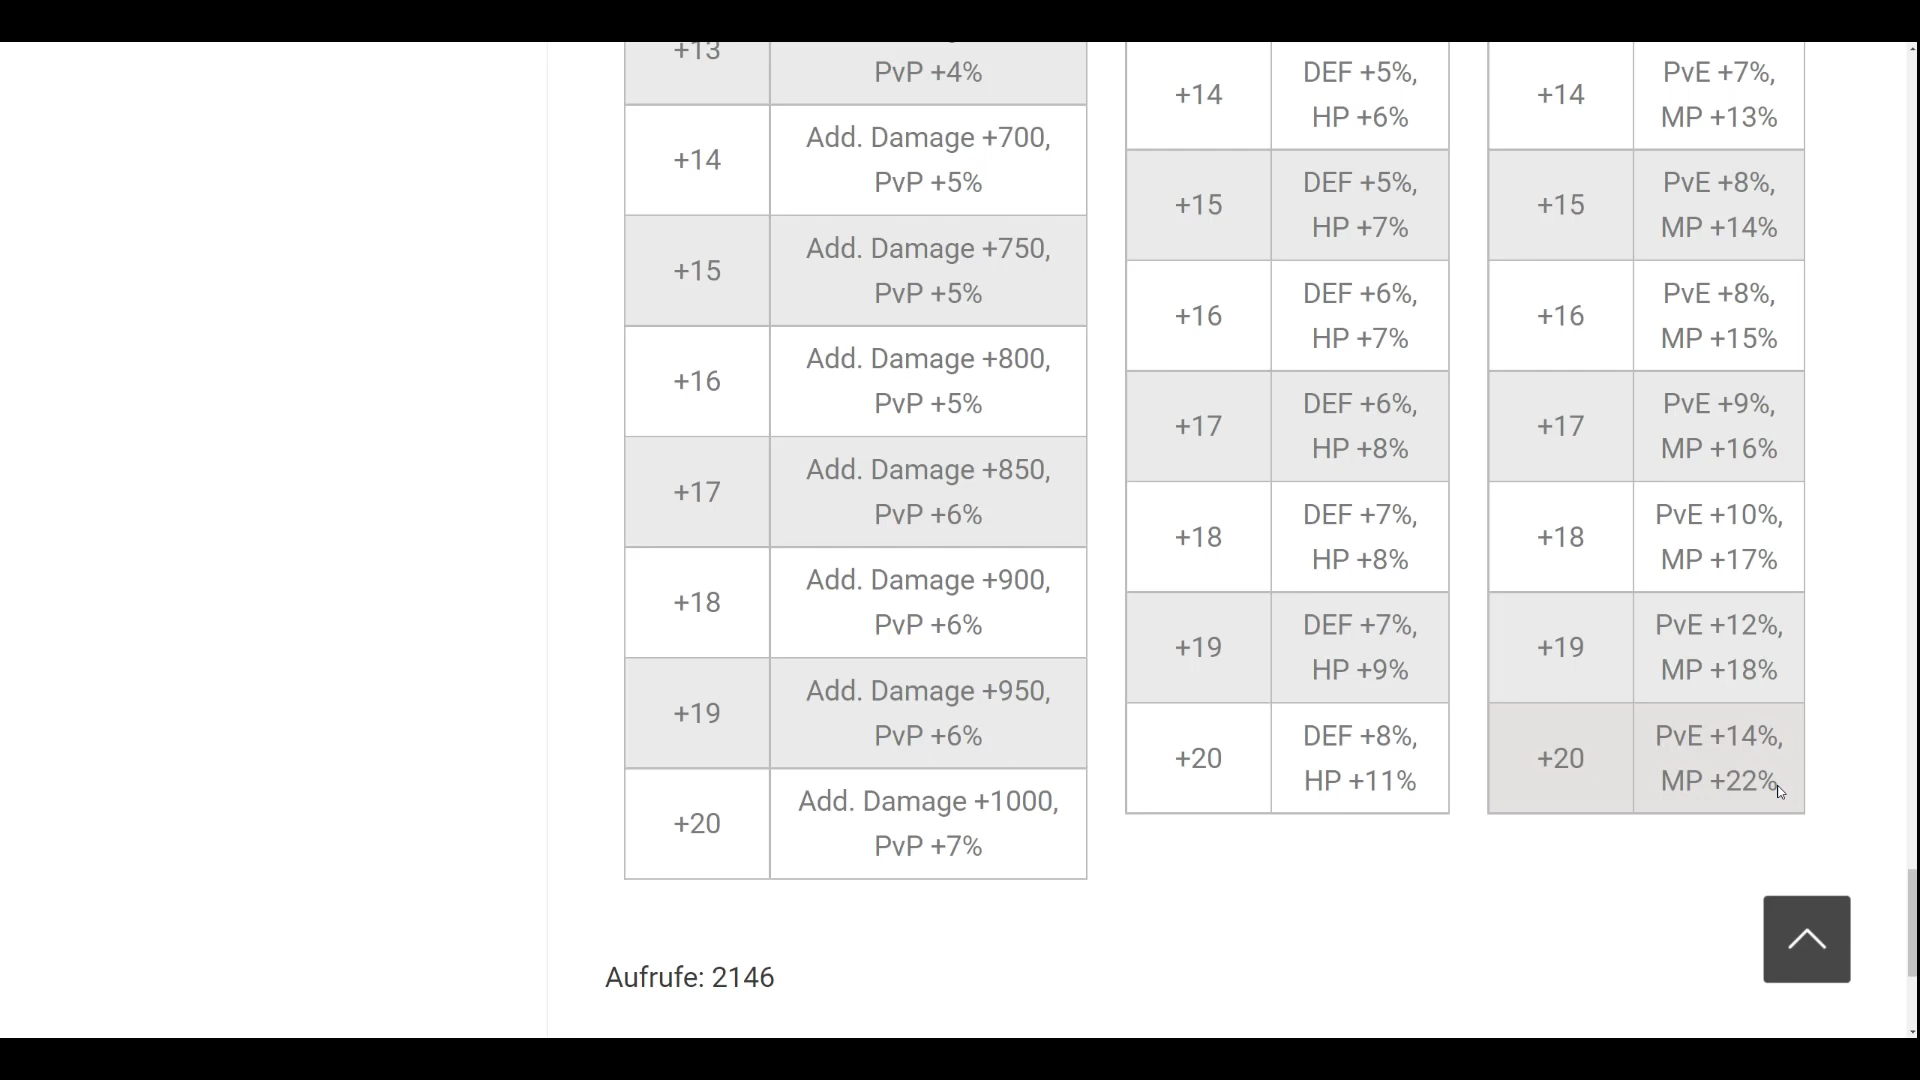 +13
PvP +4%
+14
Add. Damage +700,
PvP +5%
+15
Add. Damage +750,
PvP +5%
+16
Add. Damage +800,
PvP +5%
+17
Add. Damage +850,
PvP +6%
+18
Add. Damage +900,
PvP +6%
+19
Add. Damage +950,
PvP +6%
+20
Add. Damage +1000,
PvP +7%
+14
DEF +5%,
HP +6%
+15
DEF +5%,
HP +7%
+16
DEF +6%,
HP +7%
+17
DEF +6%,
HP +8%
+18
DEF +7%,
HP +8%
+19
DEF +7%,
HP +9%
+20
DEF +8%,
HP +11%
+14
PvE +7%,
MP +13%
+15
PvE +8%,
MP +14%
+16
PvE +8%,
MP +15%
+17
PvE +9%,
MP +16%
+18
PvE +10%,
MP +17%
+19
PvE +12%,
MP +18%
+20
PvE +14%,
MP +22%
Aufrufe: 2146